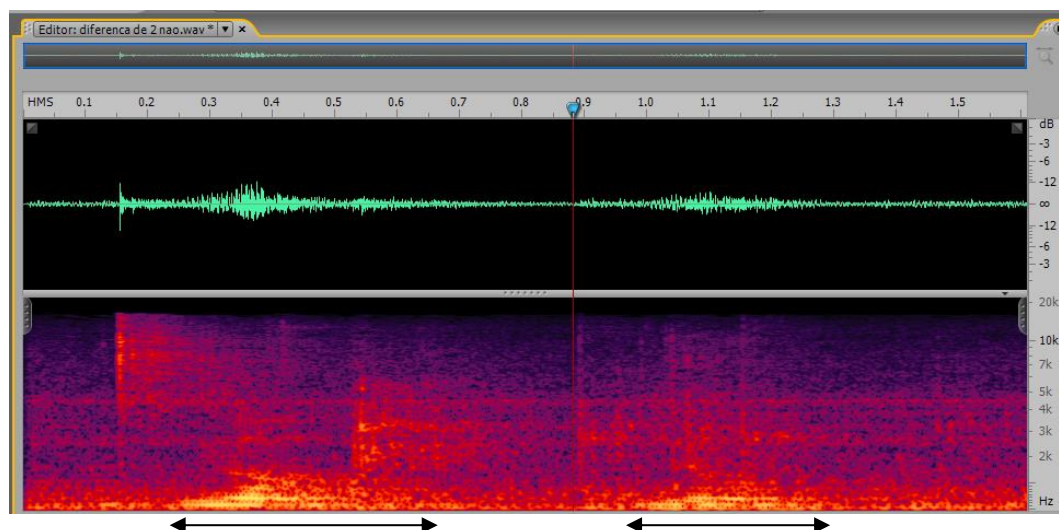 Editor: diferenca de 2 nao.wav *
HMS 0.1 0.2 0.3 0.4 0.5 0.6 0.7 0.8 0.9 1.0 1.1 1.2 1.3 1.4 1.5
dB
-3
-6
-12
∞
-12
-6
-3
20k
10k
7k
5k
4k
3k
2k
Hz